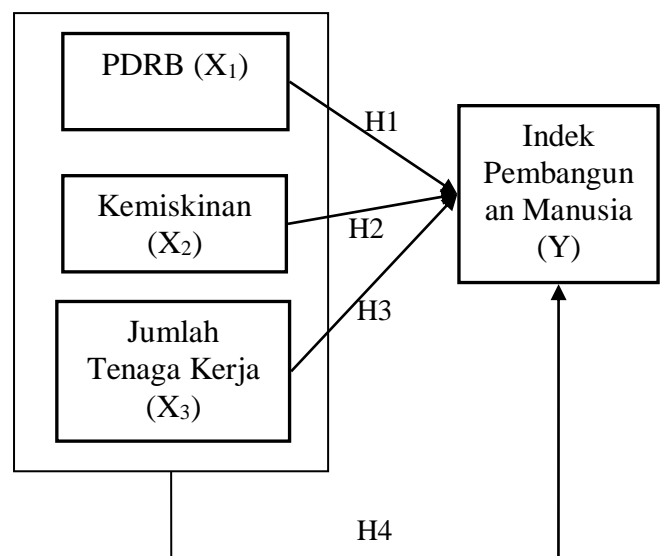 PDRB (X₁)
H1
Indek
Pembangun
an Manusia
(Y)
Kemiskinan
(X₂)
H2
Jumlah
Tenaga Kerja
(X₃)
H3
H4